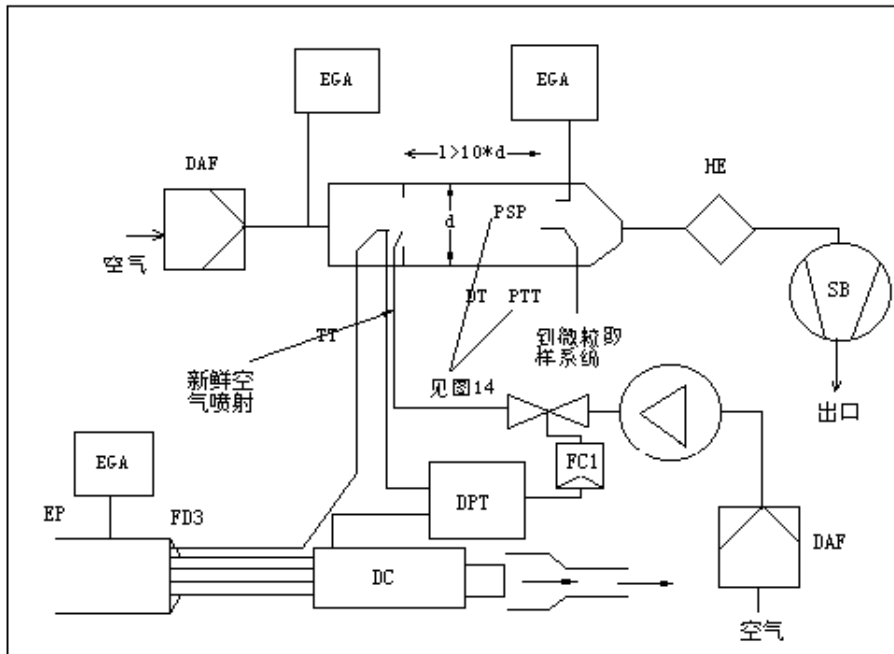 EGA
EGA
DAF
l>10*d
HE
d
PSP
空气
SB
DT
PTT
TT
到微粒取
样系统
新鲜空
气喷射
见图14
出口
EGA
FC1
EP
FD3
DPT
DAF
DC
空气